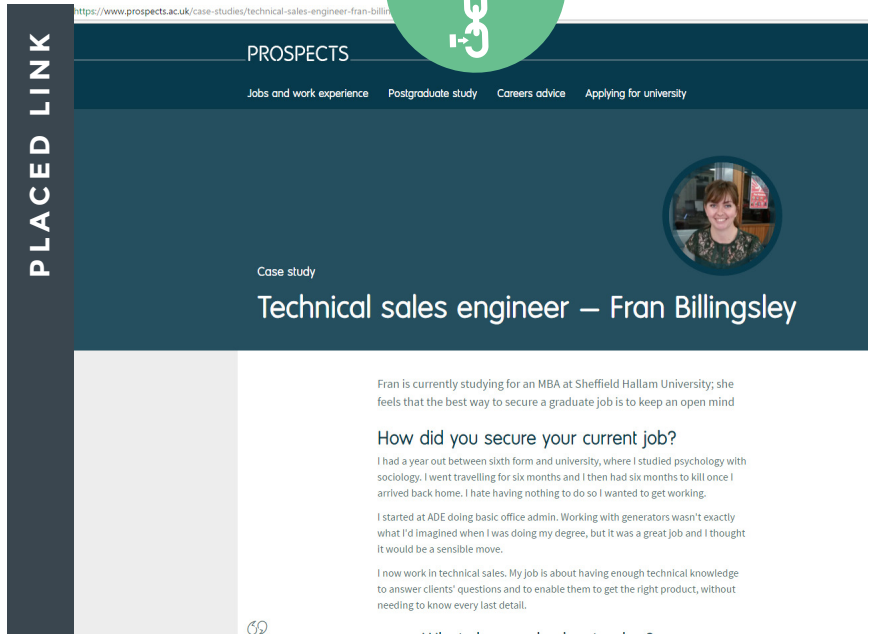 https://www.prospects.ac.uk/case-studies/technical-sales-engineer-fran-billin
PLACED LINK
PROSPECTS
Jobs and work experience Postgraduate study Careers advice Applying for university
Case study
Technical sales engineer – Fran Billingsley
Fran is currently studying for an MBA at Sheffield Hallam University; she
feels that the best way to secure a graduate job is to keep an open mind
How did you secure your current job?
I had a year out between sixth form and university, where I studied psychology with
sociology. I went travelling for six months and I then had six months to kill once I
arrived back home. I hate having nothing to do so I wanted to get working.
I started at ADE doing basic office admin. Working with generators wasn't exactly
what I'd imagined when I was doing my degree, but it was a great job and I thought
it would be a sensible move.
I now work in technical sales. My job is about having enough technical knowledge
to answer clients' questions and to enable them to get the right product, without
needing to know every last detail.